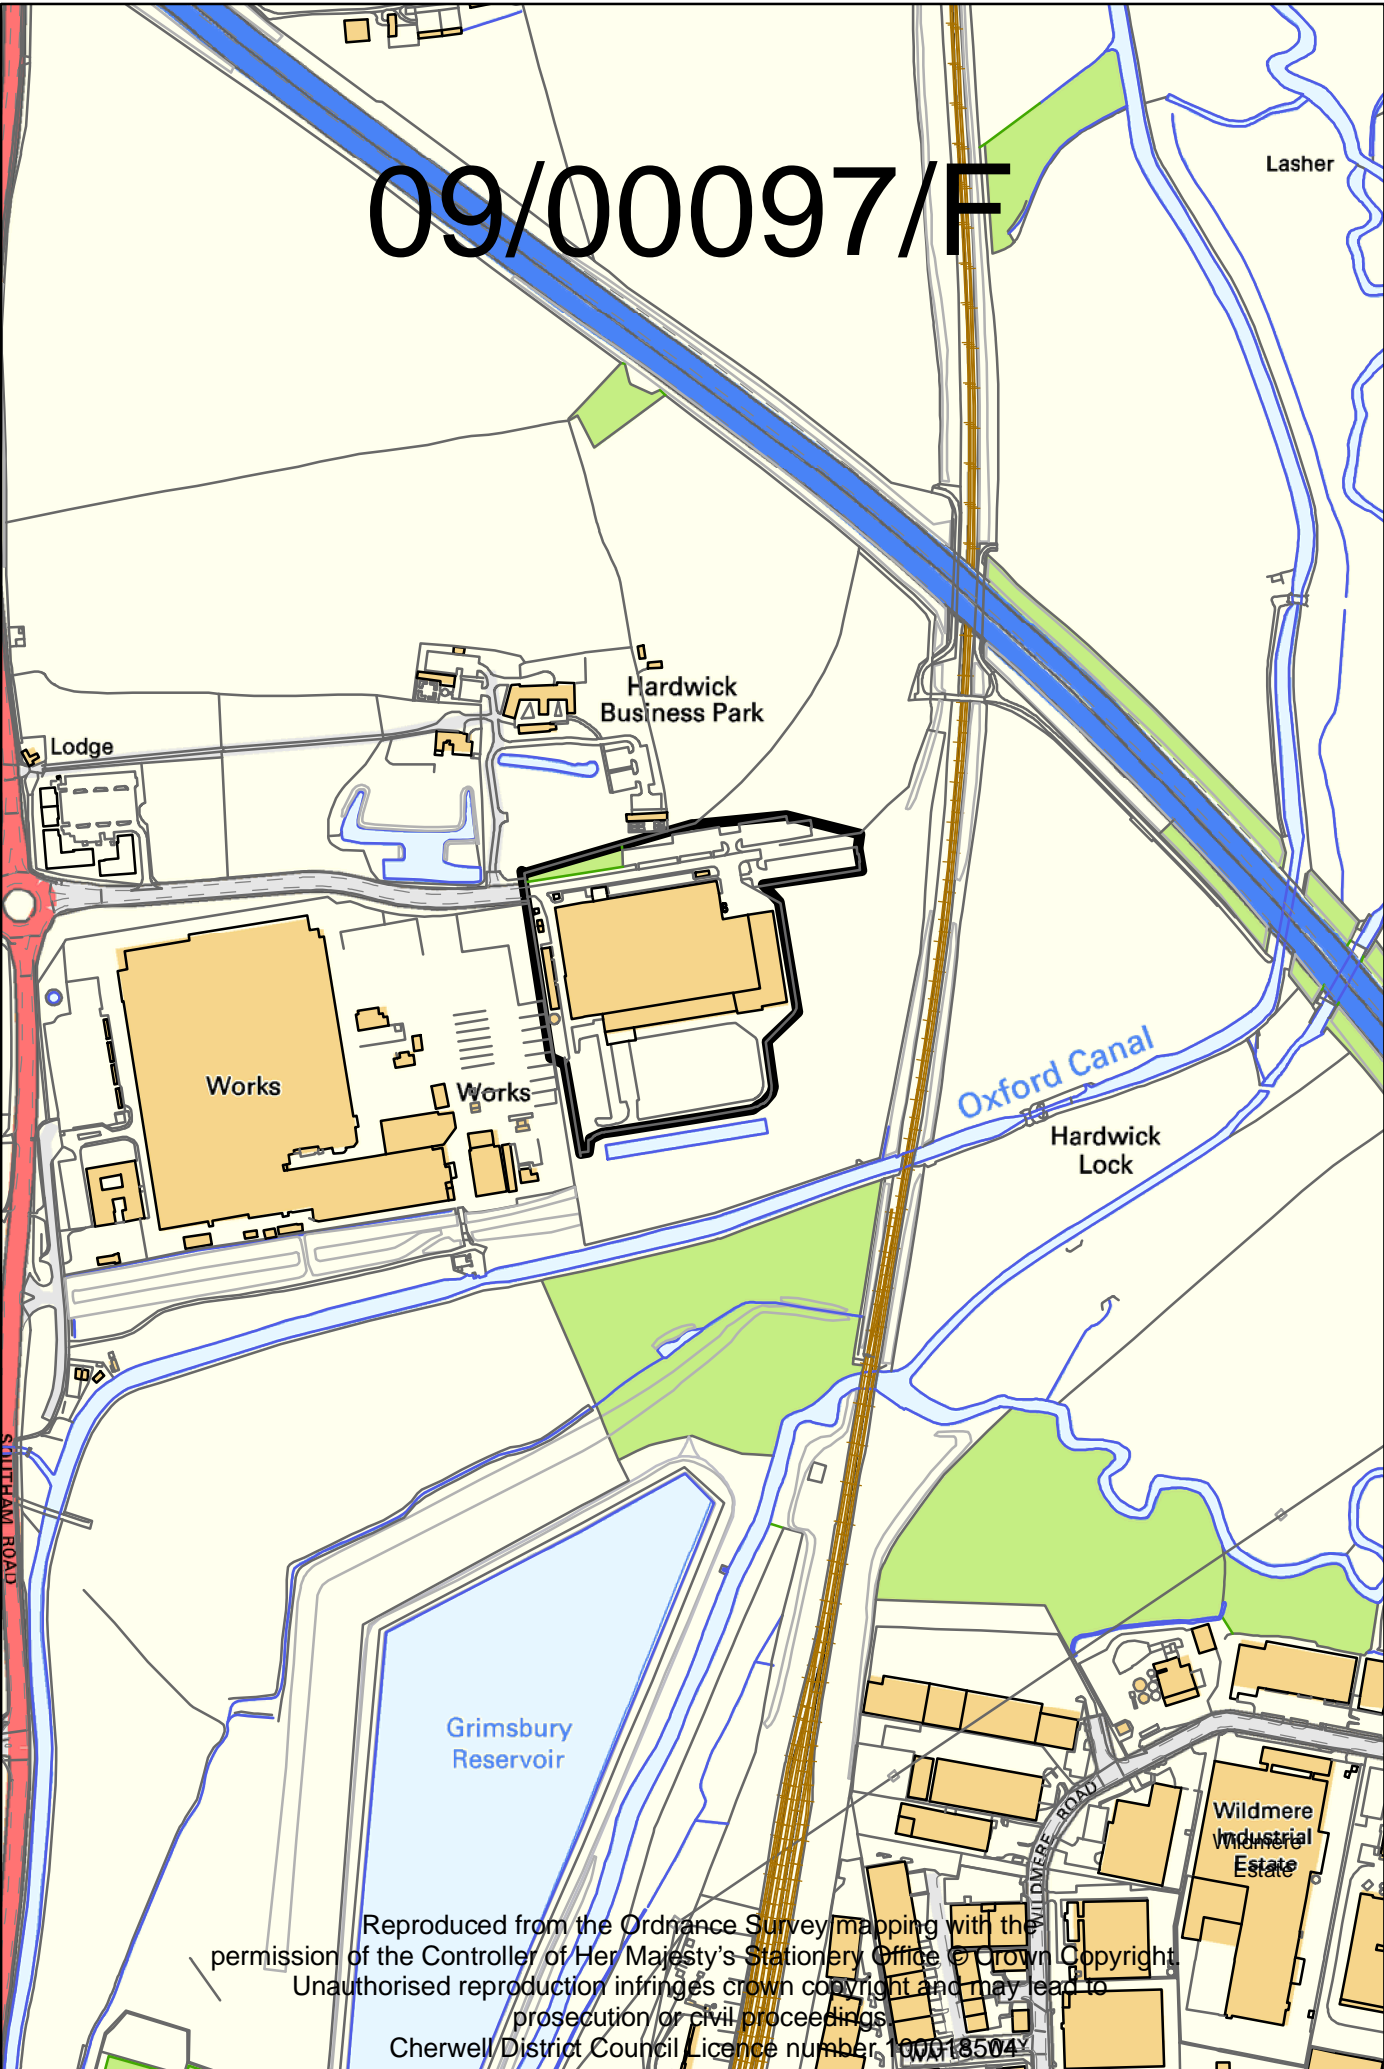 09/00097/F
Lasher
Hardwick
Business Park
Lodge
Works
Works
Oxford Canal
Hardwick
Lock
SOUTHAM ROAD
Grimsbury
Reservoir
WILDMERE ROAD
Wildmere
Industrial
Estate
Wildmere
Estate
Reproduced from the Ordnance Survey mapping with the
permission of the Controller of Her Majesty's Stationery Office © Crown Copyright.
Unauthorised reproduction infringes crown copyright and may lead to
prosecution or civil proceedings.
Cherwell District Council Licence number 100018504
WAY